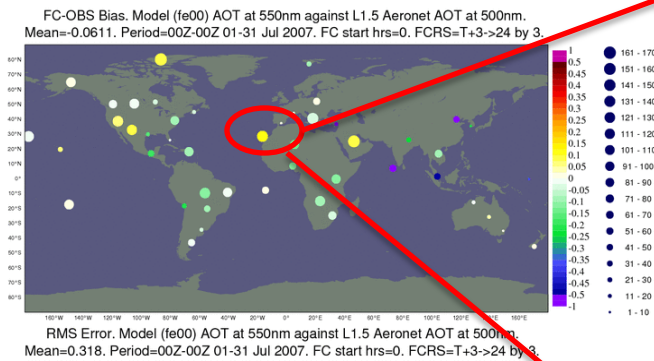 FC-OBS Bias. Model (fe00) AOT at 550nm against L1.5 Aeronet AOT at 500nm.
Mean=-0.0611. Period=00Z-00Z 01-31 Jul 2007. FC start hrs=0. FCRS=T+3->24 by 3.
80°N
70°N
60°N
50°N
40°N
30°N
20°N
10°N
0°
10°S
20°S
30°S
40°S
50°S
60°S
70°S
80°S
160°W 140°W 120°W 100°W 80°W 60°W 40°W 20°W 0° 20°E 40°E 60°E 80°E 100°E 120°E 140°E 160°E
1
0.5
0.45
0.4
0.35
0.3
0.25
0.2
0.15
0.1
0.05
-0.05
-0.1
-0.15
-0.2
-0.25
-0.3
-0.35
-0.4
-0.45
-0.5
-1
161 - 170
151 - 160
141 - 150
131 - 140
121 - 130
111 - 120
101 - 110
91 - 100
81 - 90
71 - 80
61 - 70
51 - 60
41 - 50
31 - 40
21 - 30
11 - 20
1 - 10
RMS Error. Model (fe00) AOT at 550nm against L1.5 Aeronet AOT at 500nm.
Mean=0.318. Period=00Z-00Z 01-31 Jul 2007. FC start hrs=0. FCRS=T+3->24 by 3.